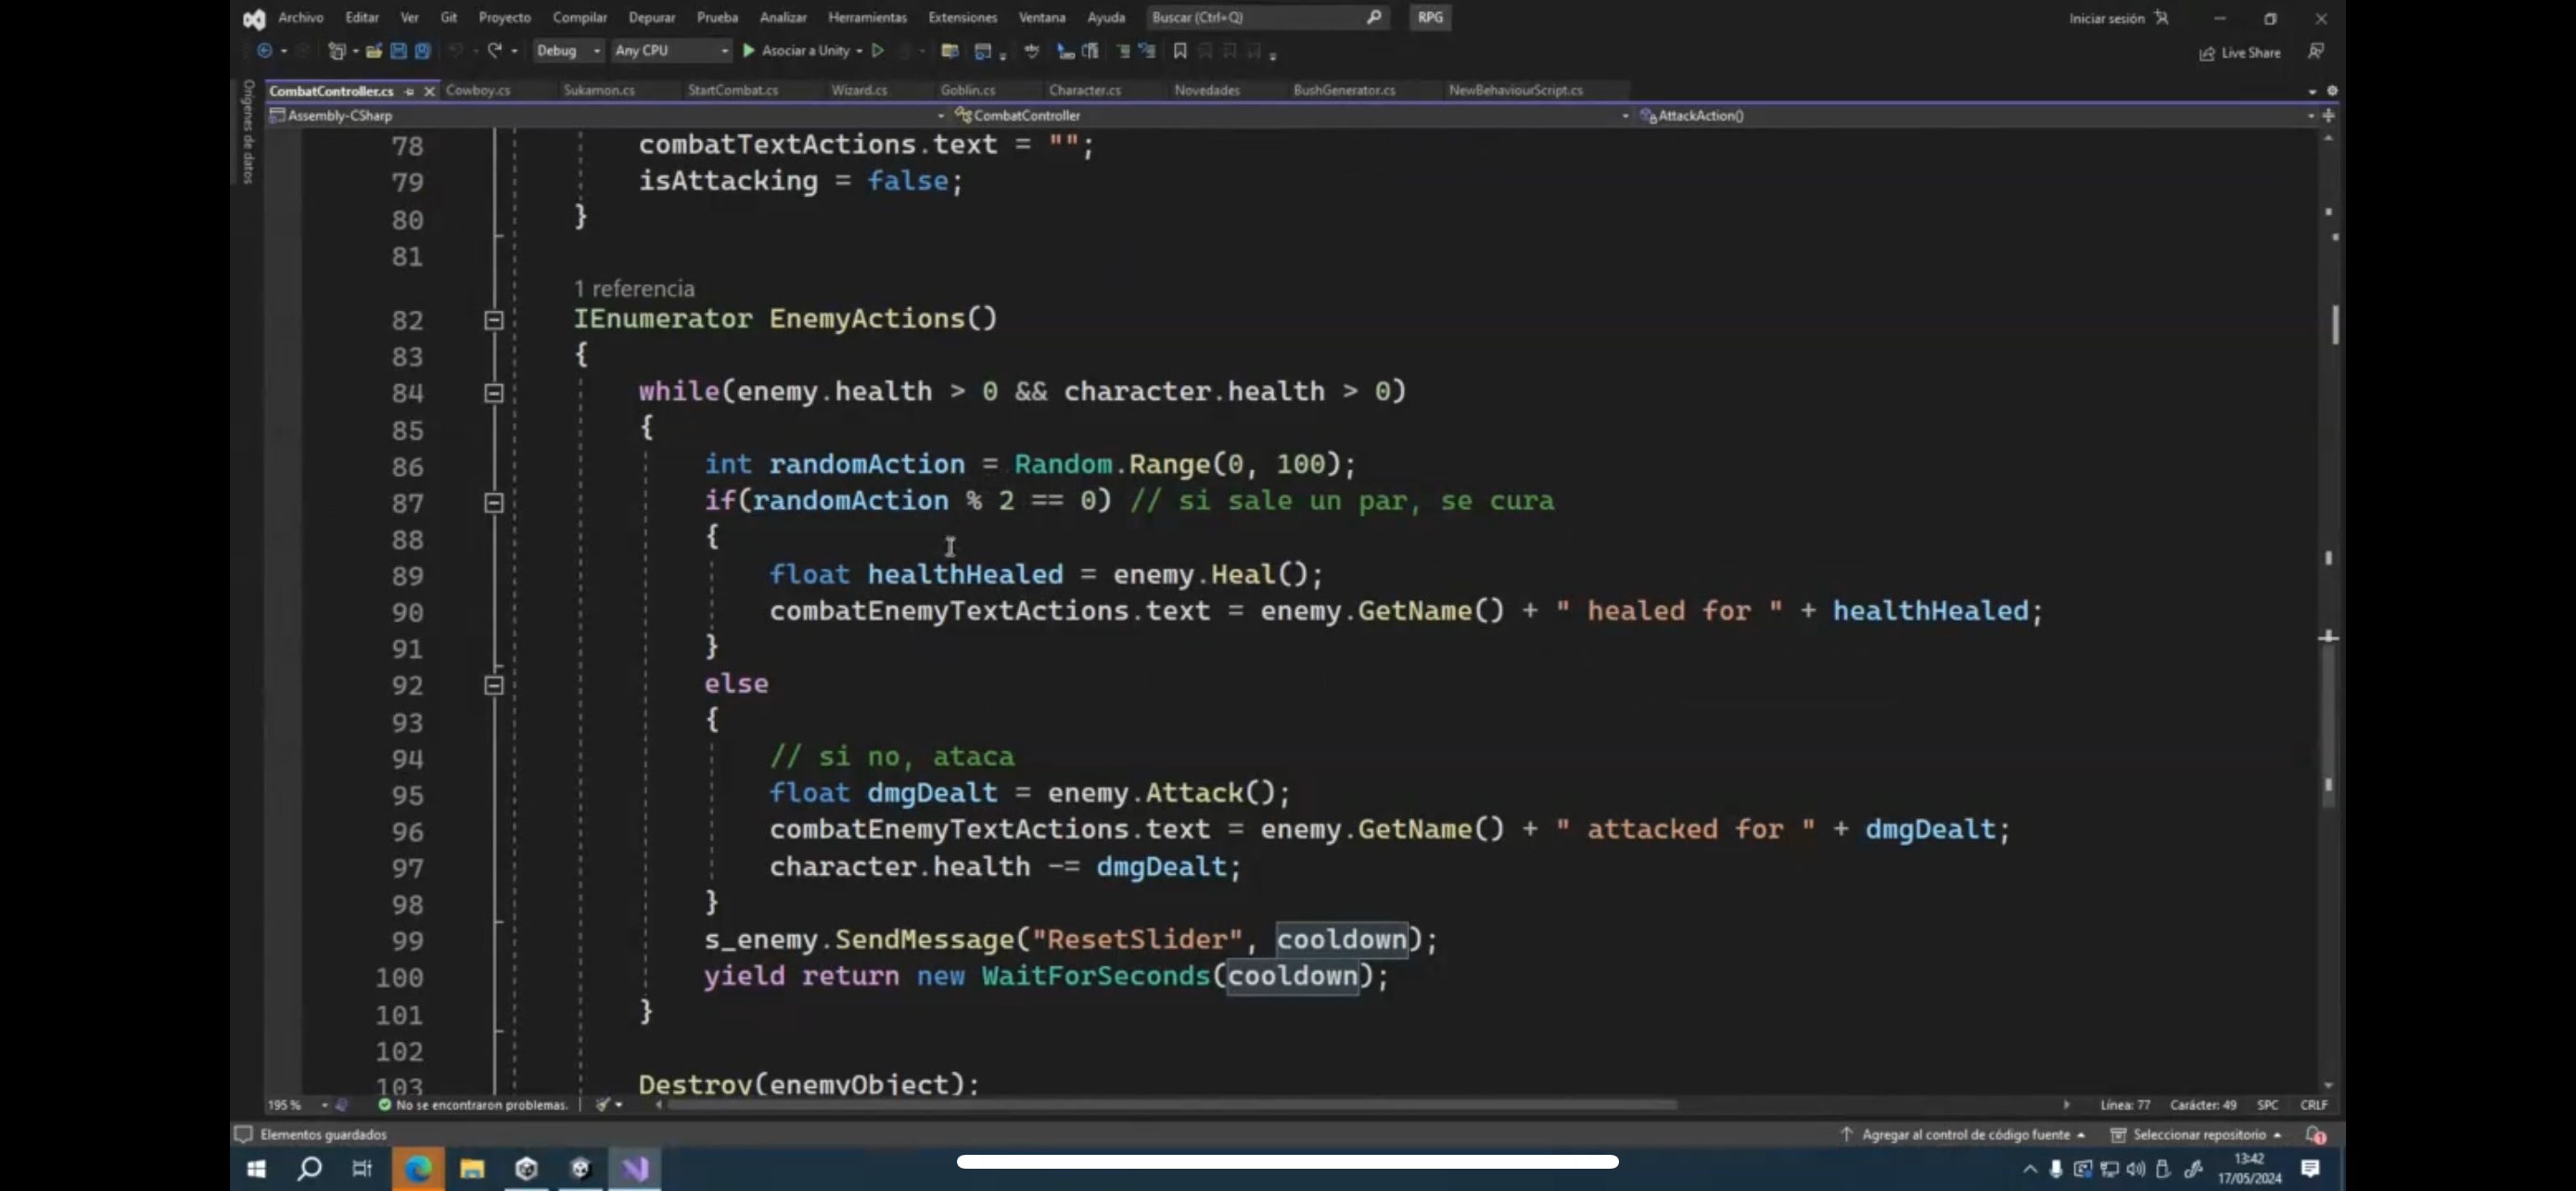 Archivo Editar Ver Git Proyecto Compilar Depurar Prueba Analizar Herramientas Extensiones Ventana Ayuda Buscar (Ctrl+Q) RPG Iniciar sesión
Debug Any CPU Asociar a Unity Live Share
Orígenes de datos
CombatController.cs Cowboy.cs Sukamon.cs StartCombat.cs Wizard.cs Goblin.cs Character.cs Novedades BushGenerator.cs NewBehaviourScript.cs
Assembly-CSharp CombatController AttackAction()
78 combatTextActions.text = "";
79 isAttacking = false;
80 }
81
1 referencia
82 IEnumerator EnemyActions()
83 {
84 while(enemy.health > 0 && character.health > 0)
85 {
86 int randomAction = Random.Range(0, 100);
87 if(randomAction % 2 == 0) // si sale un par, se cura
88 {
89 float healthHealed = enemy.Heal();
90 combatEnemyTextActions.text = enemy.GetName() + " healed for " + healthHealed;
91 }
92 else
93 {
94 // si no, ataca
95 float dmgDealt = enemy.Attack();
96 combatEnemyTextActions.text = enemy.GetName() + " attacked for " + dmgDealt;
97 character.health -= dmgDealt;
98 }
99 s_enemy.SendMessage("ResetSlider", cooldown);
100 yield return new WaitForSeconds(cooldown);
101 }
102
103 Destroy(enemyObject);
195 % No se encontraron problemas. Línea: 77 Carácter: 49 SPC CRLF
Elementos guardados Agregar al control de código fuente Seleccionar repositorio 1
13:42
17/05/2024